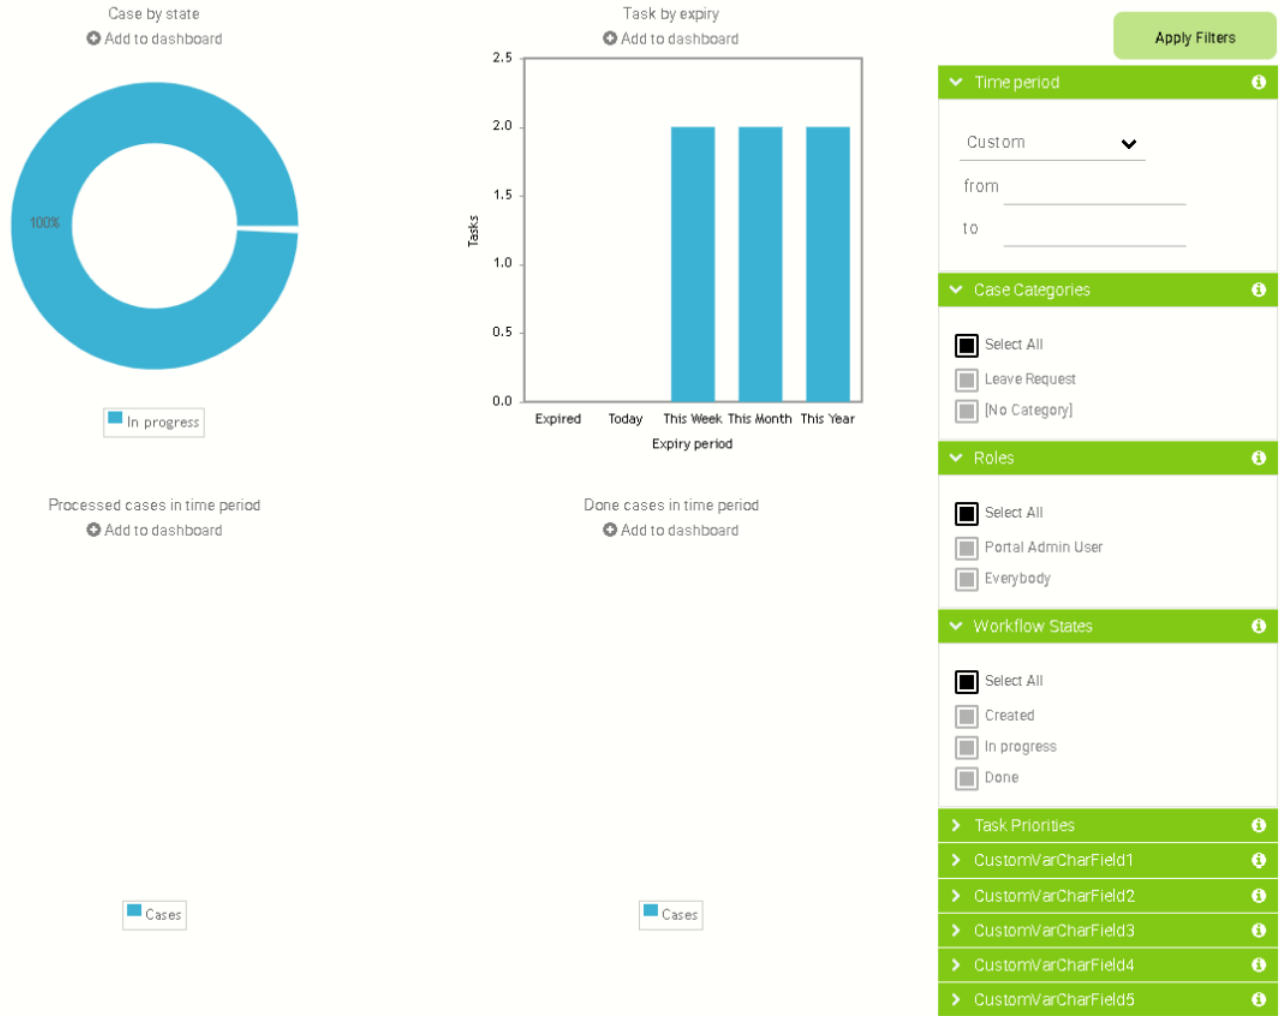 Case by state
Add to dashboard
100%
In progress
Task by expiry
Add to dashboard
2.5
2.0
1.5
1.0
0.5
0.0
Tasks
Expired Today This Week This Month This Year
Expiry period
Processed cases in time period
Add to dashboard
Cases
Done cases in time period
Add to dashboard
Cases
Apply Filters
Time period
Custom
from
to
Case Categories
Select All
Leave Request
[No Category]
Roles
Select All
Portal Admin User
Everybody
Workflow States
Select All
Created
In progress
Done
Task Priorities
CustomVarCharField1
CustomVarCharField2
CustomVarCharField3
CustomVarCharField4
CustomVarCharField5